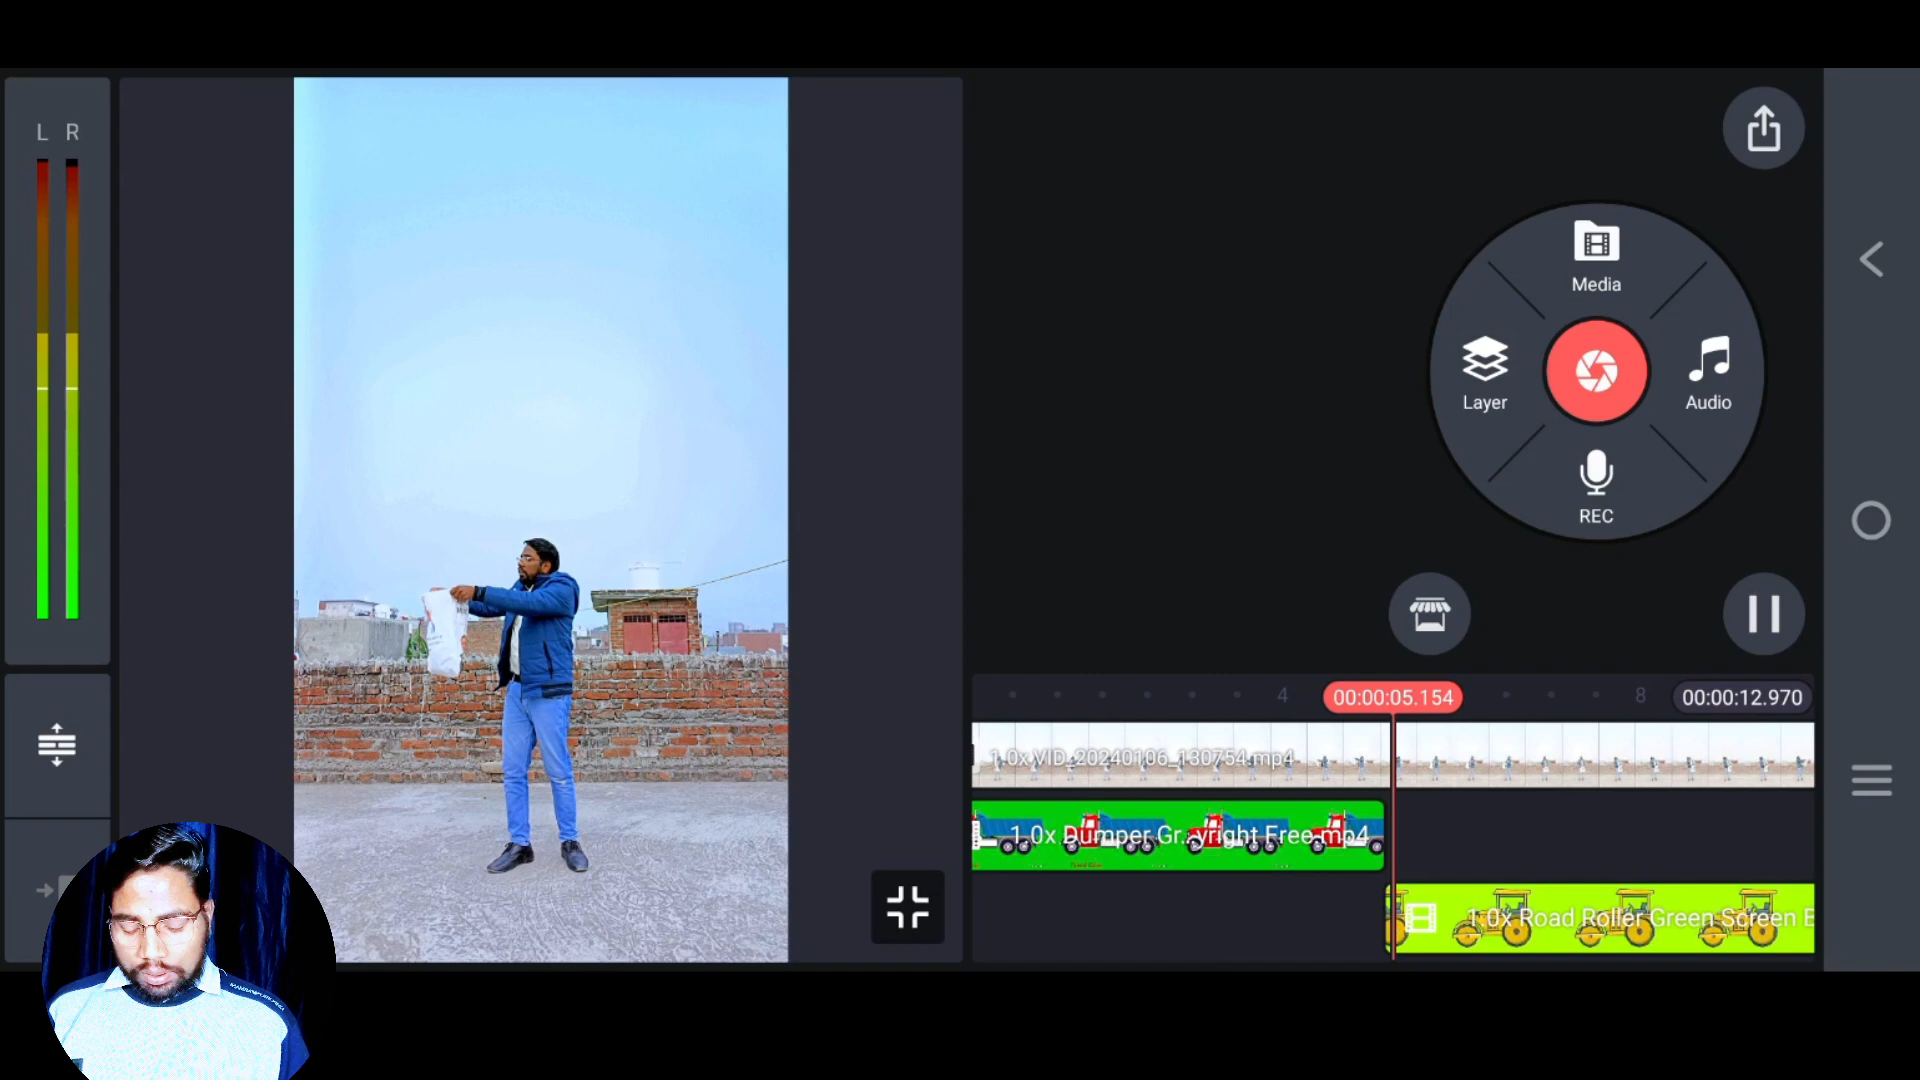 L R
Media
Layer
Audio
REC
4
00:00:05.154
8
00:00:12.970
1.0x VID_20240106_130754.mp4
1.0x Dumper Gr...yright Free.mp4
1.0x Road Roller Green Screen E